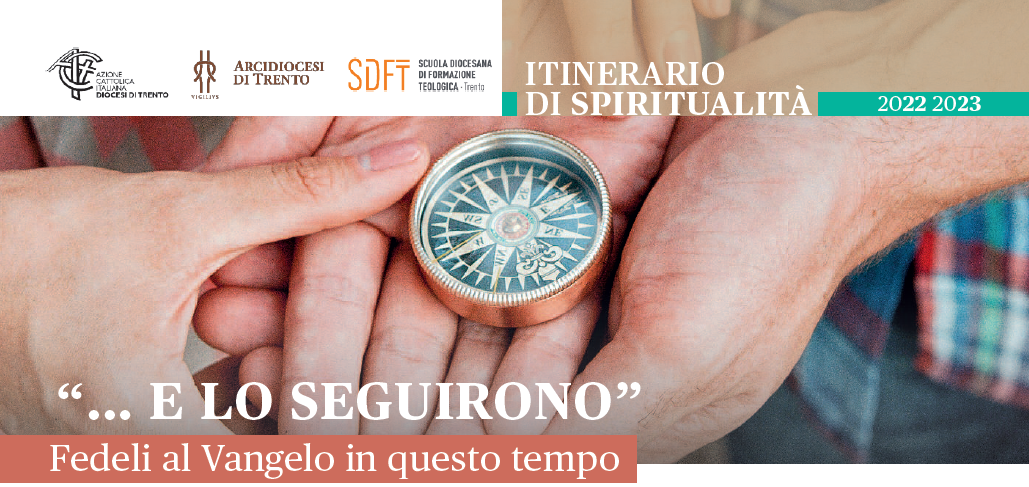 AZIONE
CATTOLICA
ITALIANA
DIOCESI DI TRENTO
VIGILIVS
ARCIDIOCESI
DI TRENTO
SDFT
SCUOLA DIOCESANA
DI FORMAZIONE
TEOLOGICA · Trento
ITINERARIO
DI SPIRITUALITÀ
2022 2023
“... E LO SEGUIRONO”
Fedeli al Vangelo in questo tempo